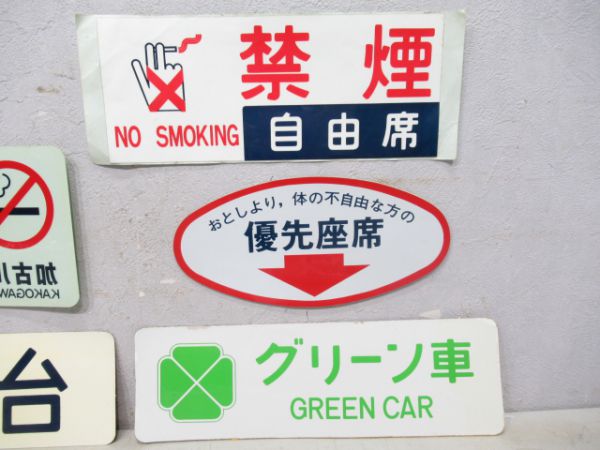 禁煙
NO SMOKING
自由席
おとしより，体の不自由な方の
優先座席
加古川
KAKOGAW
台
グリーン車
GREEN CAR